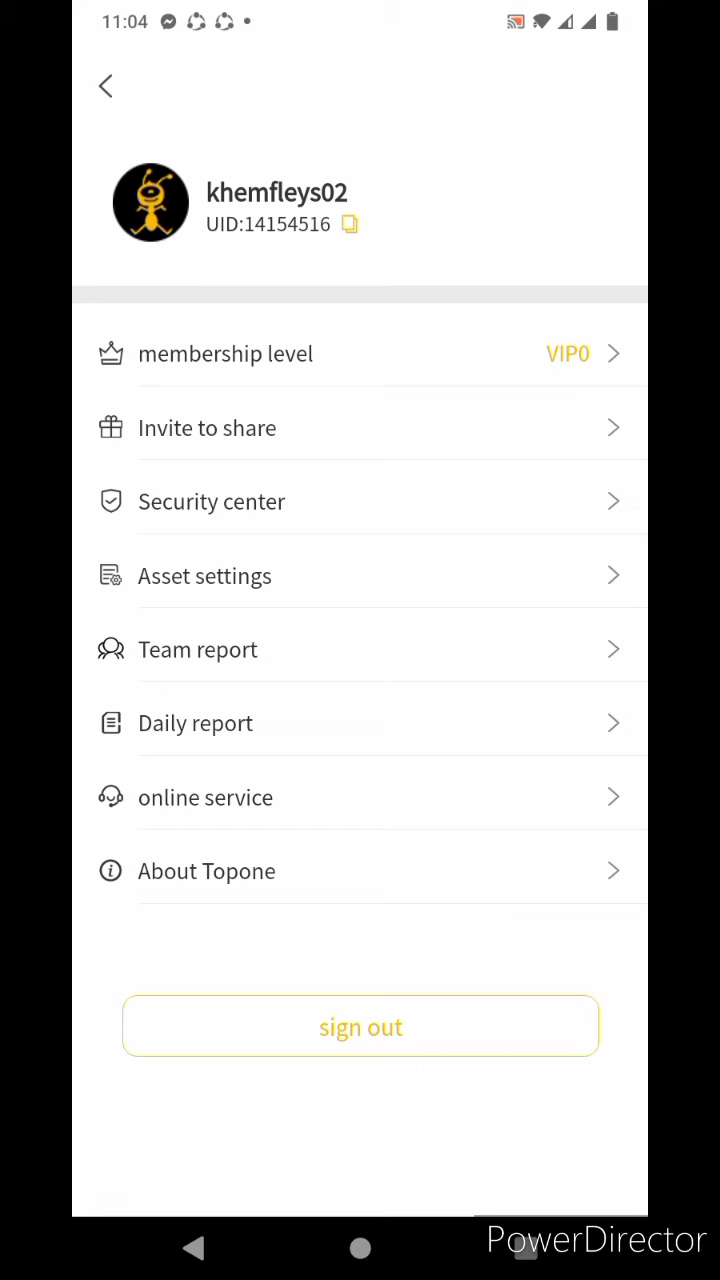 11:04
khemfleys02
UID:14154516
membership level VIP0
Invite to share
Security center
Asset settings
Team report
Daily report
online service
About Topone
sign out
PowerDirector